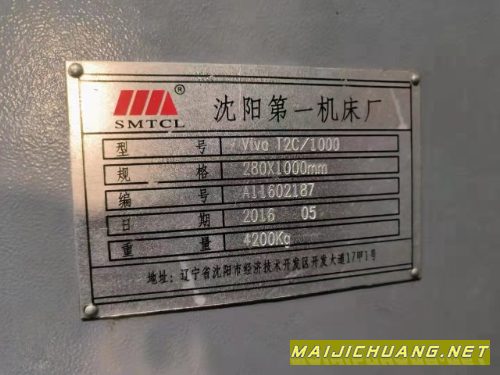 ®
SMTCL
沈阳第一机床厂
型号 Viva T2C/1000
规格 280X1000mm
编号 A11602187
日期 2016 05
重量 4200Kg
地址: 辽宁省沈阳市经济技术开发区开发大道17甲1号
MAIJICHUANG.NET